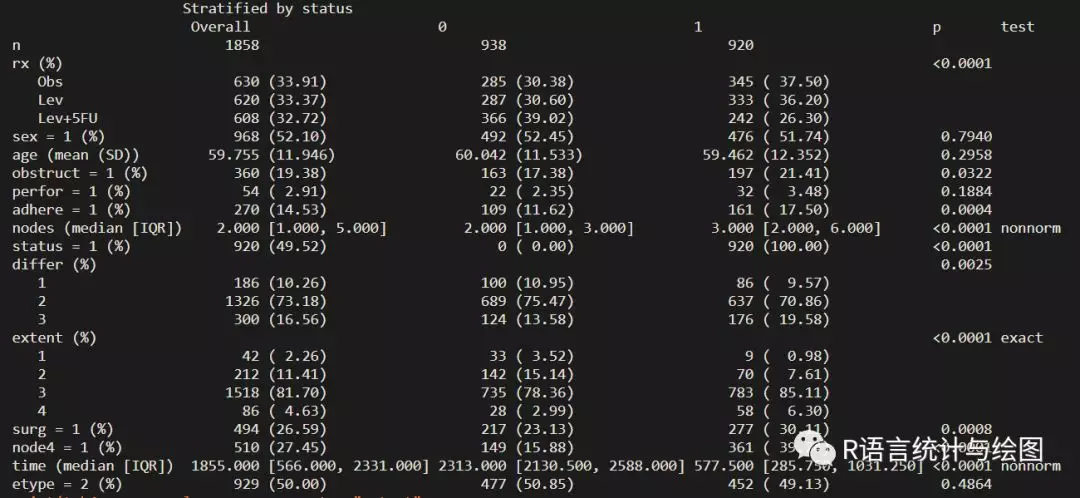 Stratified by status
Overall 0 1 p test
n 1858 938 920
rx (%) <0.0001
Obs 630 (33.91) 285 (30.38) 345 ( 37.50)
Lev 620 (33.37) 287 (30.60) 333 ( 36.20)
Lev+5FU 608 (32.72) 366 (39.02) 242 ( 26.30)
sex = 1 (%) 968 (52.10) 492 (52.45) 476 ( 51.74) 0.7940
age (mean (SD)) 59.755 (11.946) 60.042 (11.533) 59.462 (12.352) 0.2958
obstruct = 1 (%) 360 (19.38) 163 (17.38) 197 ( 21.41) 0.0322
perfor = 1 (%) 54 ( 2.91) 22 ( 2.35) 32 ( 3.48) 0.1884
adhere = 1 (%) 270 (14.53) 109 (11.62) 161 ( 17.50) 0.0004
nodes (median [IQR]) 2.000 [1.000, 5.000] 2.000 [1.000, 3.000] 3.000 [2.000, 6.000] <0.0001 nonnorm
status = 1 (%) 920 (49.52) 0 ( 0.00) 920 (100.00) <0.0001
differ (%) 0.0025
1 186 (10.26) 100 (10.95) 86 ( 9.57)
2 1326 (73.18) 689 (75.47) 637 ( 70.86)
3 300 (16.56) 124 (13.58) 176 ( 19.58)
extent (%) <0.0001 exact
1 42 ( 2.26) 33 ( 3.52) 9 ( 0.98)
2 212 (11.41) 142 (15.14) 70 ( 7.61)
3 1518 (81.70) 735 (78.36) 783 ( 85.11)
4 86 ( 4.63) 28 ( 2.99) 58 ( 6.30)
surg = 1 (%) 494 (26.59) 217 (23.13) 277 ( 30.11) 0.0008
node4 = 1 (%) 510 (27.45) 149 (15.88) 361
R语言统计与绘图
time (median [IQR]) 1855.000 [566.000, 2331.000] 2313.000 [2130.500, 2588.000] 577.500 [285.750, 1031.250] <0.0001 nonnorm
etype = 2 (%) 929 (50.00) 477 (50.85) 452 ( 49.13) 0.4864